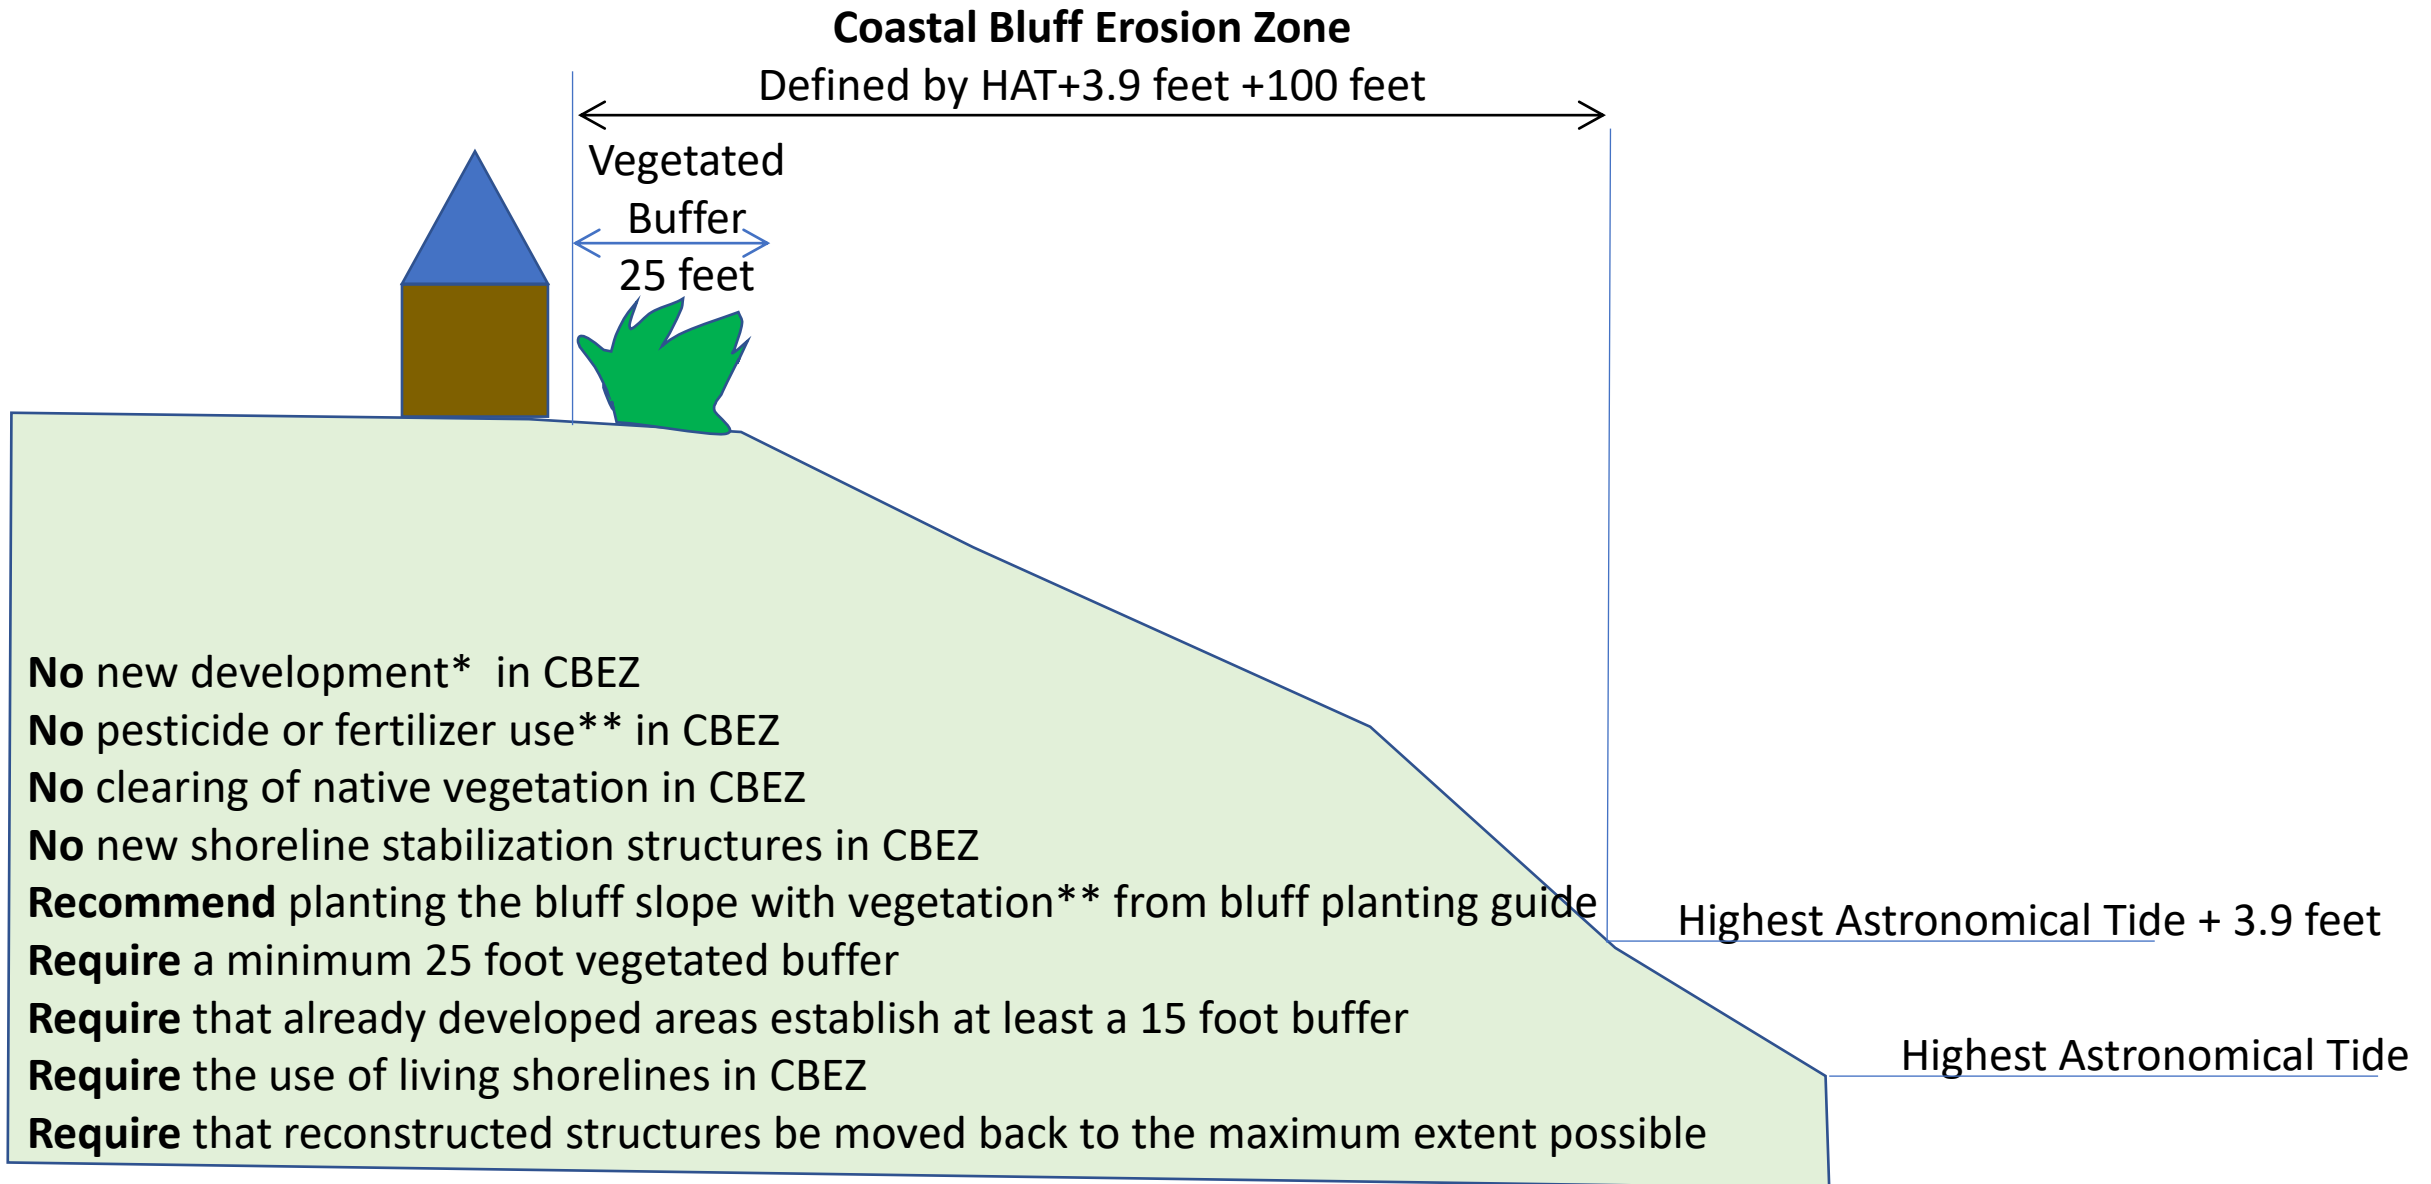 Coastal Bluff Erosion Zone
Defined by HAT+3.9 feet +100 feet
Vegetated
Buffer
25 feet
No new development*  in CBEZ
No pesticide or fertilizer use** in CBEZ
No clearing of native vegetation in CBEZ
No new shoreline stabilization structures in CBEZ
Recommend planting the bluff slope with vegetation** from bluff planting guide
Require a minimum 25 foot vegetated buffer
Require that already developed areas establish at least a 15 foot buffer
Require the use of living shorelines in CBEZ
Require that reconstructed structures be moved back to the maximum extent possible
Highest Astronomical Tide + 3.9 feet
Highest Astronomical Tide